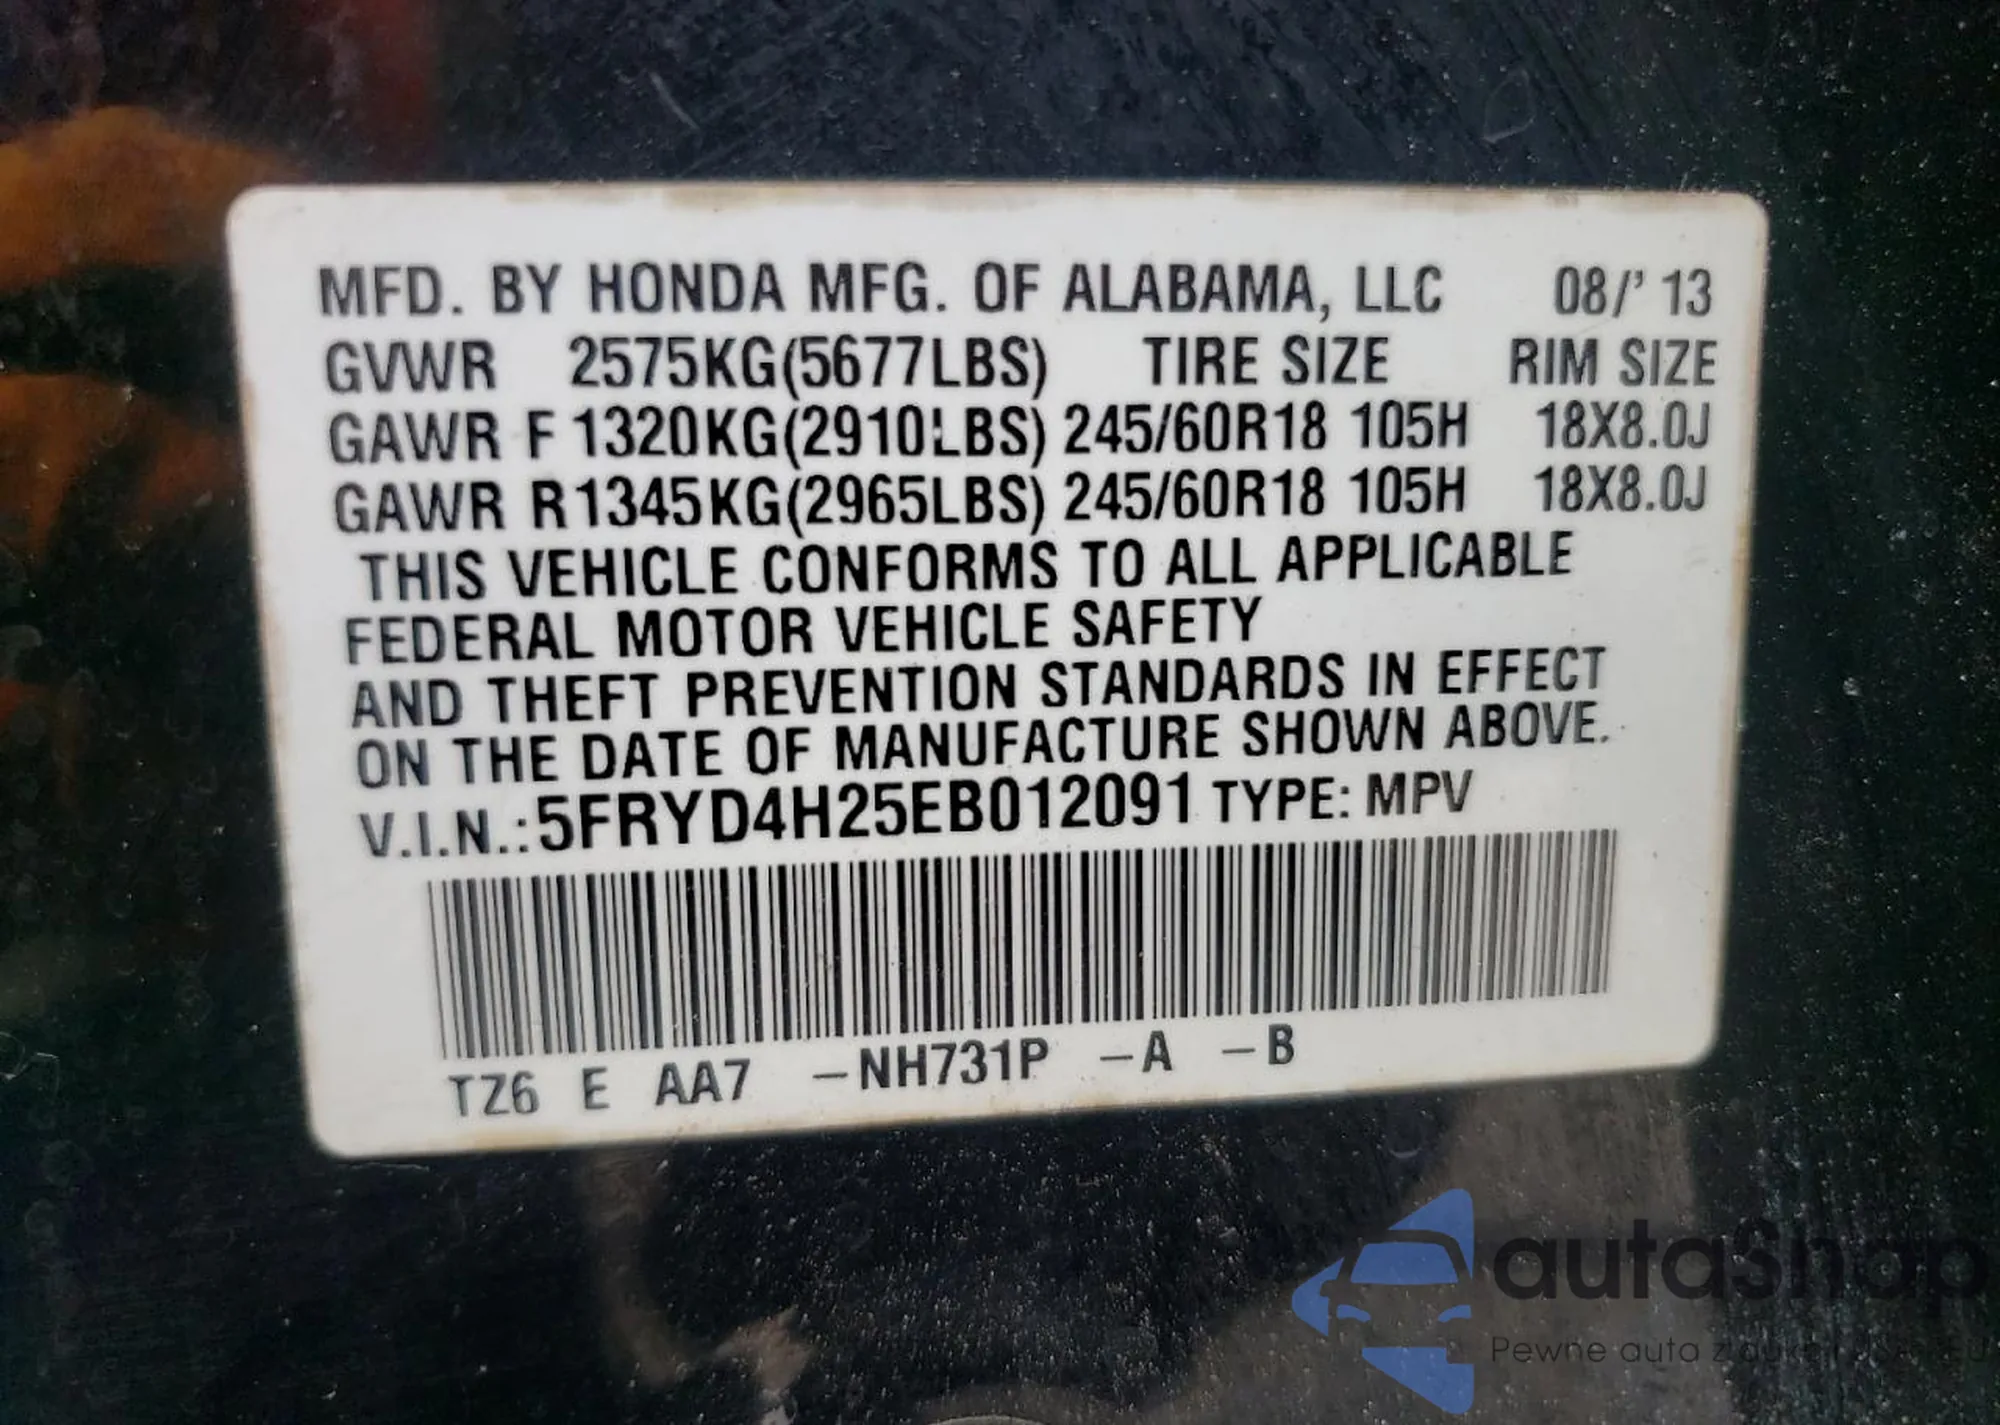 MFD. BY HONDA MFG. OF ALABAMA, LLC 08/' 13
GVWR 2575KG(5677LBS) TIRE SIZE RIM SIZE
GAWR F 1320KG(2910LBS) 245/60R18 105H 18X8.0J
GAWR R 1345KG(2965LBS) 245/60R18 105H 18X8.0J
THIS VEHICLE CONFORMS TO ALL APPLICABLE
FEDERAL MOTOR VEHICLE SAFETY
AND THEFT PREVENTION STANDARDS IN EFFECT
ON THE DATE OF MANUFACTURE SHOWN ABOVE.
V.I.N.:5FRYD4H25EB012091 TYPE: MPV
TZ6 E AA7 –NH731P –A –B
autaShop
Pewne auta z